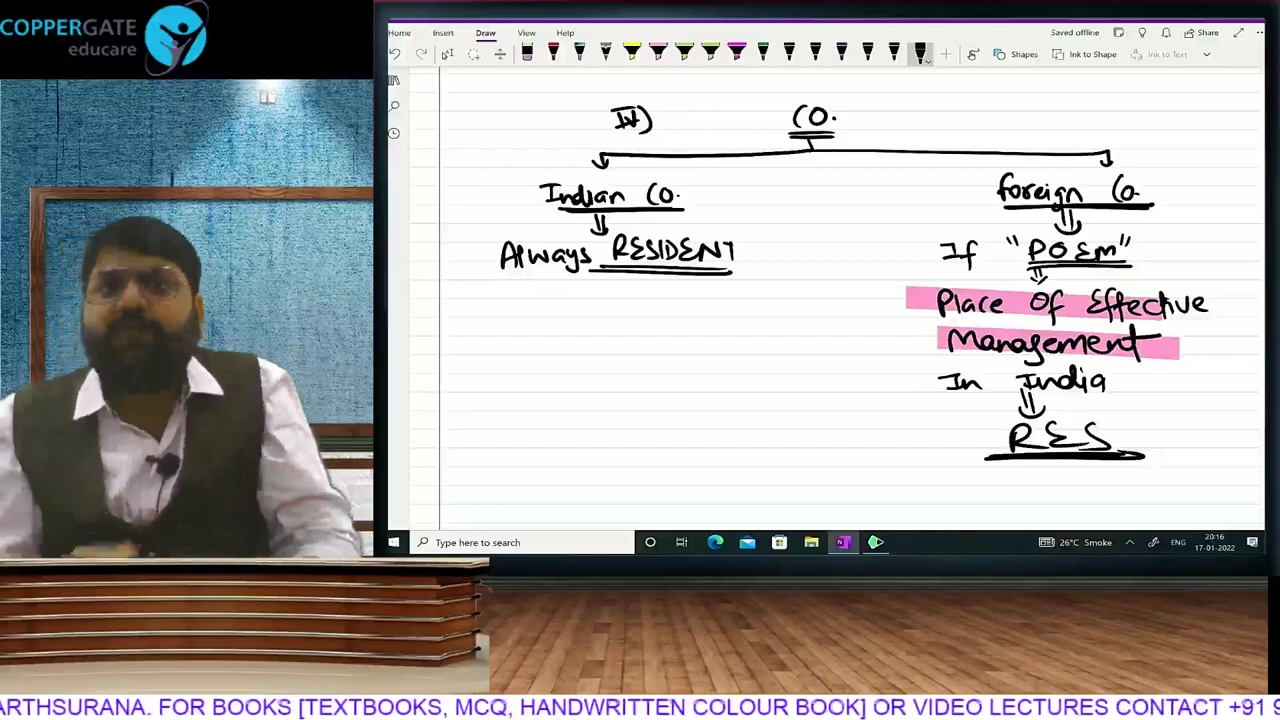 COPPERGATE
educare
Home Insert Draw View Help
Saved offline
Share
Shapes
Ink to Shape
Ink to Text
IV) CO.
Indian CO. Foreign Co.
Always RESIDENT If "POEM"
Place Of Effective
Management
In India
RES
Type here to search
26°C Smoke
ENG
20:16
17-01-2022
ARTHSURANA. FOR BOOKS [TEXTBOOKS, MCQ, HANDWRITTEN COLOUR BOOK] OR VIDEO LECTURES CONTACT +91 9